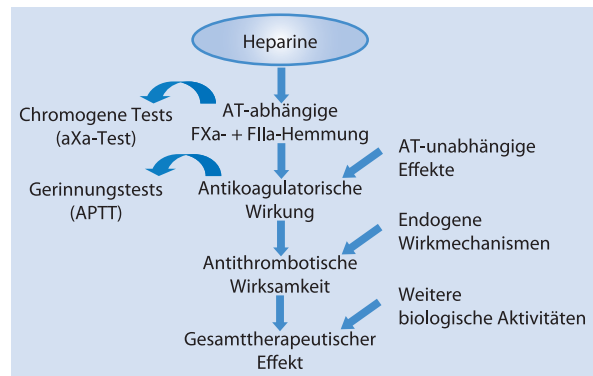 Heparine
Chromogene Tests
(aXa-Test)
AT-abhängige
FXa- + FIIa-Hemmung
AT-unabhängige
Effekte
Gerinnungstests
(APTT)
Antikoagulatorische
Wirkung
Endogene
Wirkmechanismen
Antithrombotische
Wirksamkeit
Weitere
biologische Aktivitäten
Gesamttherapeutischer
Effekt